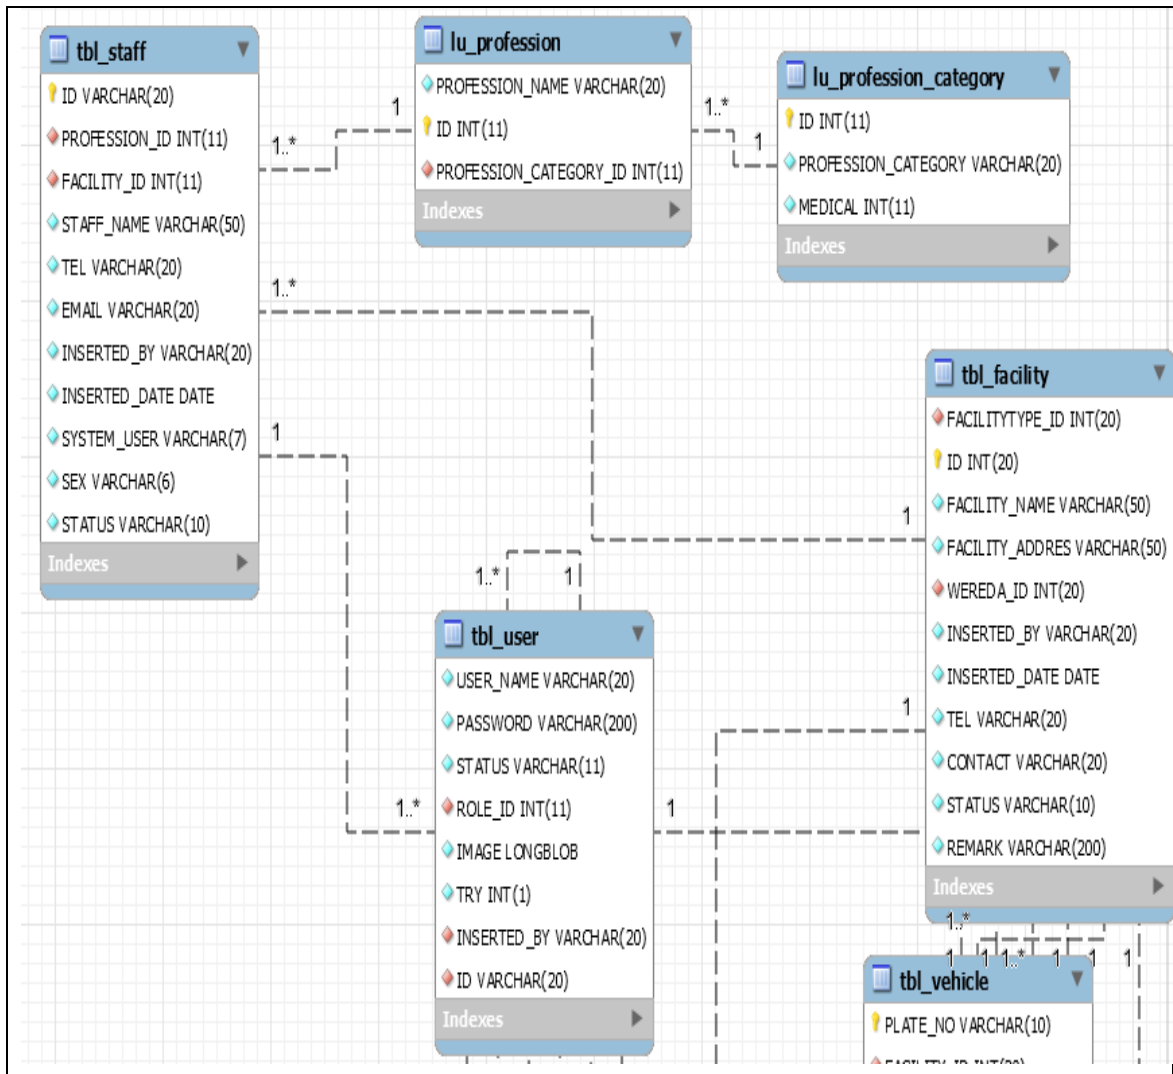 tbl_staff
ID VARCHAR(20)
PROFESSION_ID INT(11)
FACILITY_ID INT(11)
STAFF_NAME VARCHAR(50)
TEL VARCHAR(20)
EMAIL VARCHAR(20)
INSERTED_BY VARCHAR(20)
INSERTED_DATE DATE
SYSTEM_USER VARCHAR(7)
SEX VARCHAR(6)
STATUS VARCHAR(10)
Indexes
1..*
1
lu_profession
PROFESSION_NAME VARCHAR(20)
ID INT(11)
PROFESSION_CATEGORY_ID INT(11)
Indexes
1..*
1
lu_profession_category
ID INT(11)
PROFESSION_CATEGORY VARCHAR(20)
MEDICAL INT(11)
Indexes
1..*
1
1
1..*
1..*
1
tbl_user
USER_NAME VARCHAR(20)
PASSWORD VARCHAR(200)
STATUS VARCHAR(11)
ROLE_ID INT(11)
IMAGE LONGBLOB
TRY INT(1)
INSERTED_BY VARCHAR(20)
ID VARCHAR(20)
Indexes
1
1
tbl_facility
FACILITYTYPE_ID INT(20)
ID INT(20)
FACILITY_NAME VARCHAR(50)
FACILITY_ADDRES VARCHAR(50)
WEREDA_ID INT(20)
INSERTED_BY VARCHAR(20)
INSERTED_DATE DATE
TEL VARCHAR(20)
CONTACT VARCHAR(20)
STATUS VARCHAR(10)
REMARK VARCHAR(200)
Indexes
1..*
1 1 1..* 1 1 1
tbl_vehicle
PLATE_NO VARCHAR(10)